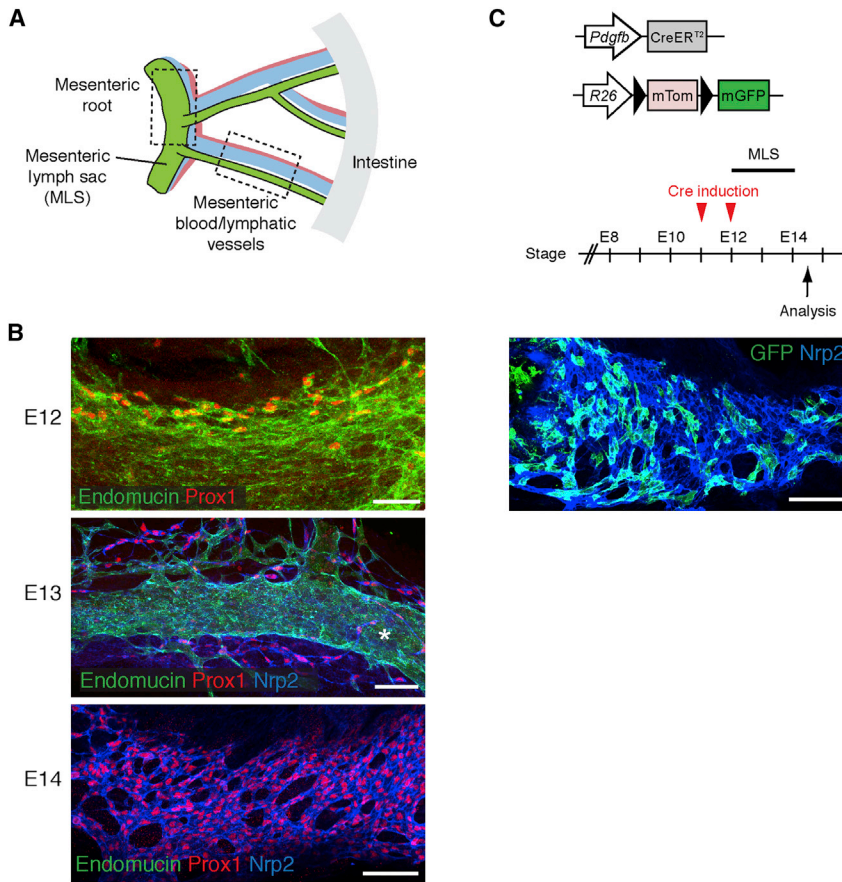 A
Mesenteric
root
Mesenteric
lymph sac
(MLS)
Mesenteric
blood/lymphatic
vessels
Intestine
B
E12
Endomucin Prox1
E13
*
Endomucin Prox1 Nrp2
E14
Endomucin Prox1 Nrp2
C
Pdgfb
CreERT2
R26
mTom
mGFP
MLS
Cre induction
E8 E10 E12 E14
Stage
Analysis
GFP Nrp2